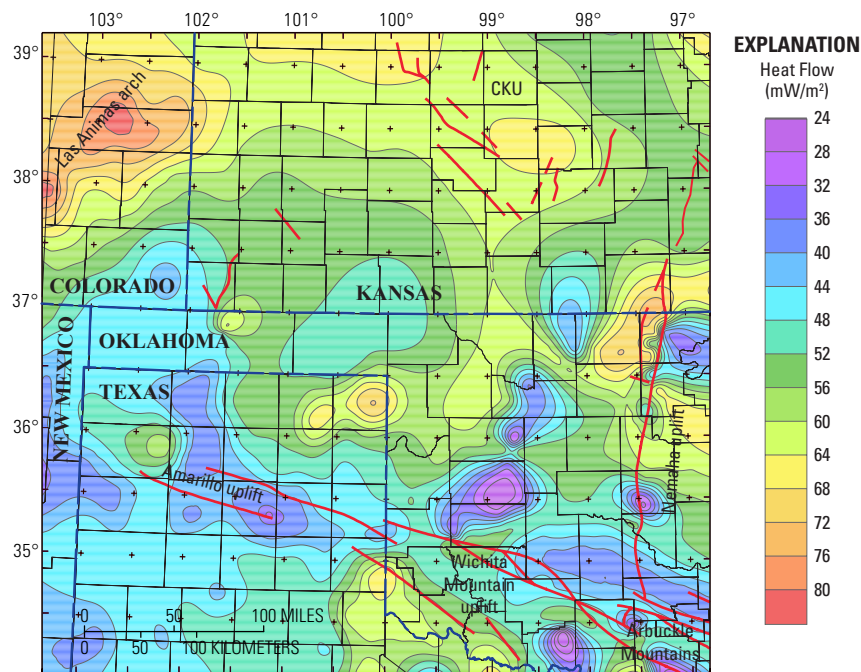 103° 102° 101° 100° 99° 98° 97°
39°
38°
37°
36°
35°
EXPLANATION
Heat Flow
(mW/m²)
24
28
32
36
40
44
48
52
56
60
64
68
72
76
80
CKU
Las Animas arch
COLORADO
KANSAS
NEW MEXICO
OKLAHOMA
TEXAS
Amarillo uplift
Nemaha uplift
Wichita
Mountain
uplift
Arbuckle
Mountains
0 50 100 MILES
0 50 100 KILOMETERS